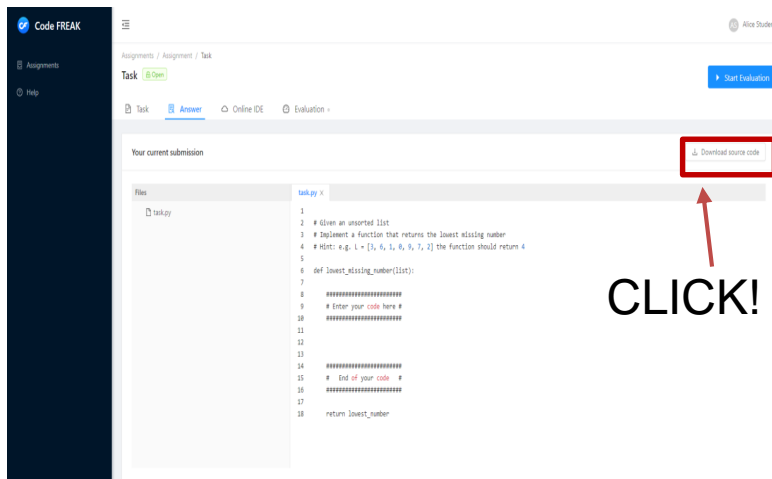 Code FREAK
Alice Studen
Assignments
Help
Assignments / Assignment / Task
Task Open
Start Evaluation
Task Answer Online IDE Evaluation
Your current submission
Download source code
Files
task.py
task.py ×
1
2 # Given an unsorted list
3 # Implement a function that returns the lowest missing number
4 # Hint: e.g. L = [3, 6, 1, 0, 9, 7, 2] the function should return 4
5
6 def lowest_missing_number(list):
7
8 ########################
9 # Enter your code here #
10 ########################
11
12
13
14 ########################
15 # End of your code #
16 ########################
17
18 return lowest_number
CLICK!